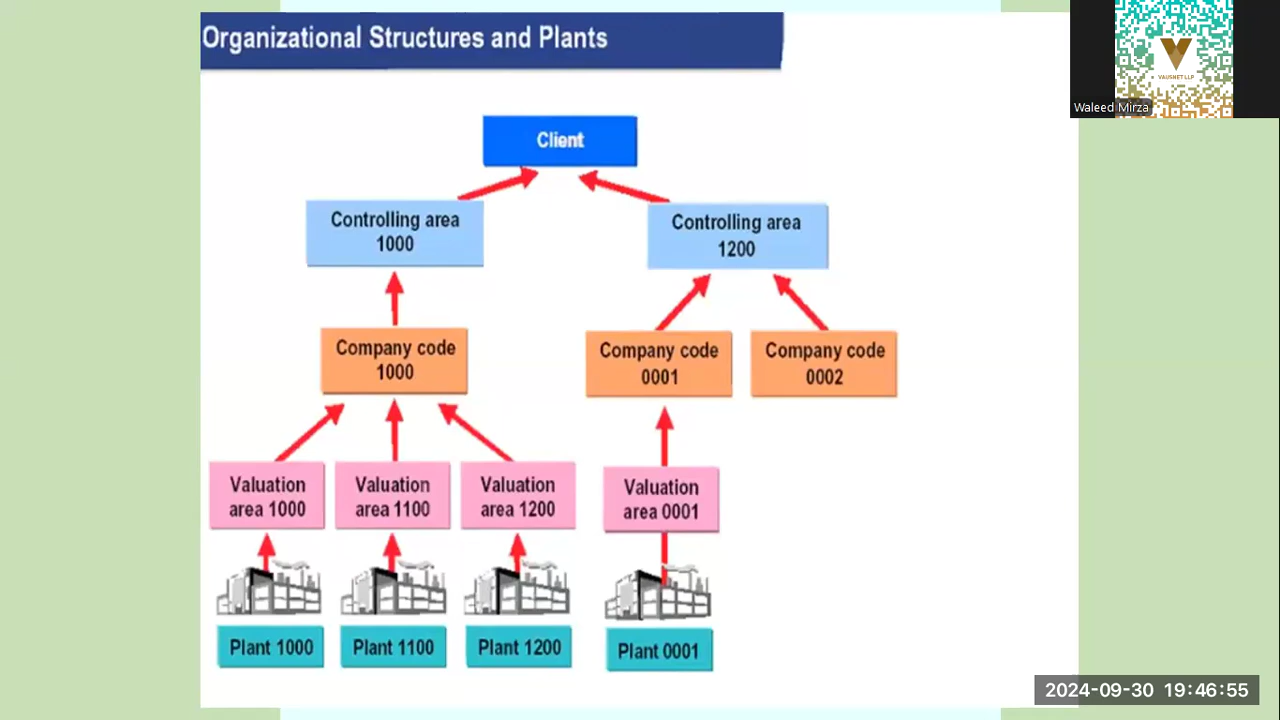 Organizational Structures and Plants
VAUSNET LLP
Waleed Mirza
Client
Controlling area
1000
Controlling area
1200
Company code
1000
Company code
0001
Company code
0002
Valuation
area 1000
Valuation
area 1100
Valuation
area 1200
Valuation
area 0001
Plant 1000
Plant 1100
Plant 1200
Plant 0001
2024-09-30 19:46:55